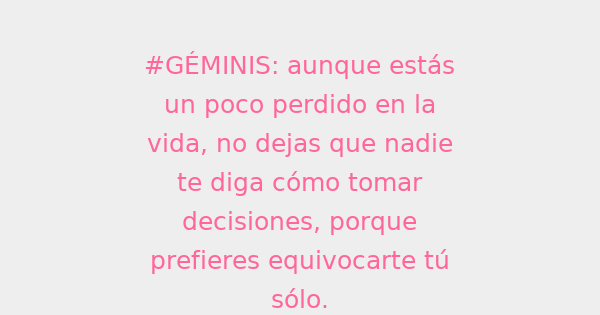 #GÉMINIS: aunque estás
un poco perdido en la
vida, no dejas que nadie
te diga cómo tomar
decisiones, porque
prefieres equivocarte tú
sólo.